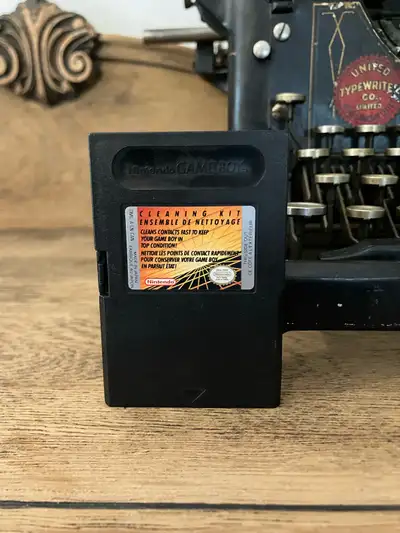 Nintendo GAME BOY
CLEANING KIT
ENSEMBLE DE NETTOYAGE
CLEANS CONTACTS FAST TO KEEP
YOUR GAME BOY IN
TOP CONDITION!
NETTOIE LES POINTS DE CONTACT RAPIDEMENT
POUR CONSERVER VOTRE GAME BOY
EN PARFAIT ÉTAT!
Nintendo
UNITED
TYPEWRITER
CO.
LIMITED